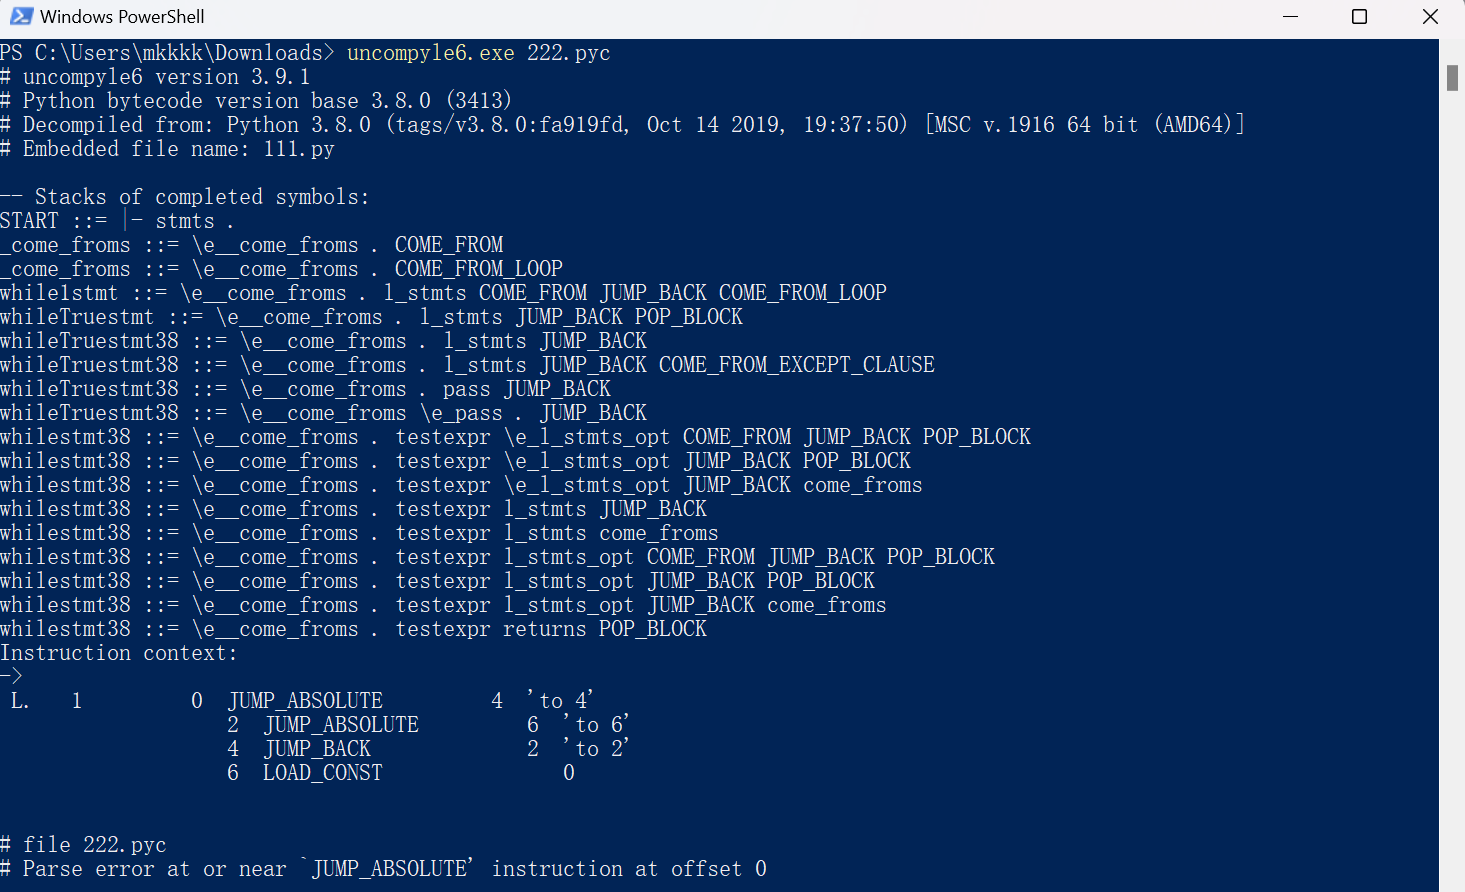 Windows PowerShell
PS C:\Users\mkkkk\Downloads> uncompyle6.exe 222.pyc
# uncompyle6 version 3.9.1
# Python bytecode version base 3.8.0 (3413)
# Decompiled from: Python 3.8.0 (tags/v3.8.0:fa919fd, Oct 14 2019, 19:37:50) [MSC v.1916 64 bit (AMD64)]
# Embedded file name: 111.py
-- Stacks of completed symbols:
START ::= |- stmts .
_come_froms ::= \e__come_froms . COME_FROM
_come_froms ::= \e__come_froms . COME_FROM_LOOP
while1stmt ::= \e__come_froms . l_stmts COME_FROM JUMP_BACK COME_FROM_LOOP
whileTruestmt ::= \e__come_froms . l_stmts JUMP_BACK POP_BLOCK
whileTruestmt38 ::= \e__come_froms . l_stmts JUMP_BACK
whileTruestmt38 ::= \e__come_froms . l_stmts JUMP_BACK COME_FROM_EXCEPT_CLAUSE
whileTruestmt38 ::= \e__come_froms . pass JUMP_BACK
whileTruestmt38 ::= \e__come_froms \e_pass . JUMP_BACK
whilestmt38 ::= \e__come_froms . testexpr \e_l_stmts_opt COME_FROM JUMP_BACK POP_BLOCK
whilestmt38 ::= \e__come_froms . testexpr \e_l_stmts_opt JUMP_BACK POP_BLOCK
whilestmt38 ::= \e__come_froms . testexpr \e_l_stmts_opt JUMP_BACK come_froms
whilestmt38 ::= \e__come_froms . testexpr l_stmts JUMP_BACK
whilestmt38 ::= \e__come_froms . testexpr l_stmts come_froms
whilestmt38 ::= \e__come_froms . testexpr l_stmts_opt COME_FROM JUMP_BACK POP_BLOCK
whilestmt38 ::= \e__come_froms . testexpr l_stmts_opt JUMP_BACK POP_BLOCK
whilestmt38 ::= \e__come_froms . testexpr l_stmts_opt JUMP_BACK come_froms
whilestmt38 ::= \e__come_froms . testexpr returns POP_BLOCK
Instruction context:
->
L. 1 0 JUMP_ABSOLUTE 4 'to 4'
2 JUMP_ABSOLUTE 6 'to 6'
4 JUMP_BACK 2 'to 2'
6 LOAD_CONST 0
# file 222.pyc
# Parse error at or near `JUMP_ABSOLUTE' instruction at offset 0